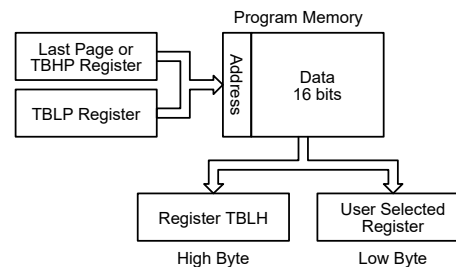 Program Memory
Last Page or
TBHP Register
TBLP Register
Address
Data
16 bits
Register TBLH
User Selected
Register
High Byte
Low Byte